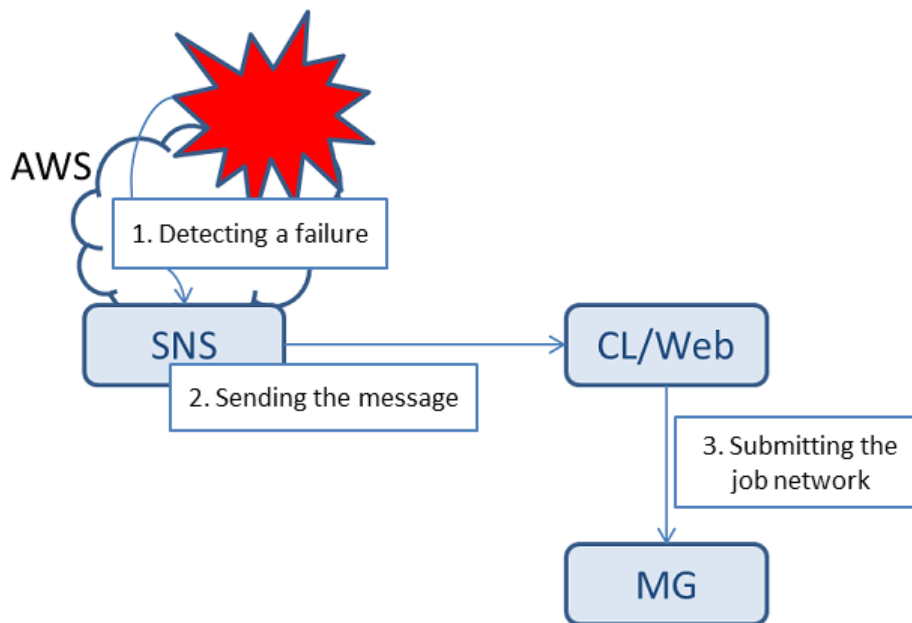 AWS
1. Detecting a failure
SNS
CL/Web
2. Sending the message
3. Submitting the
job network
MG